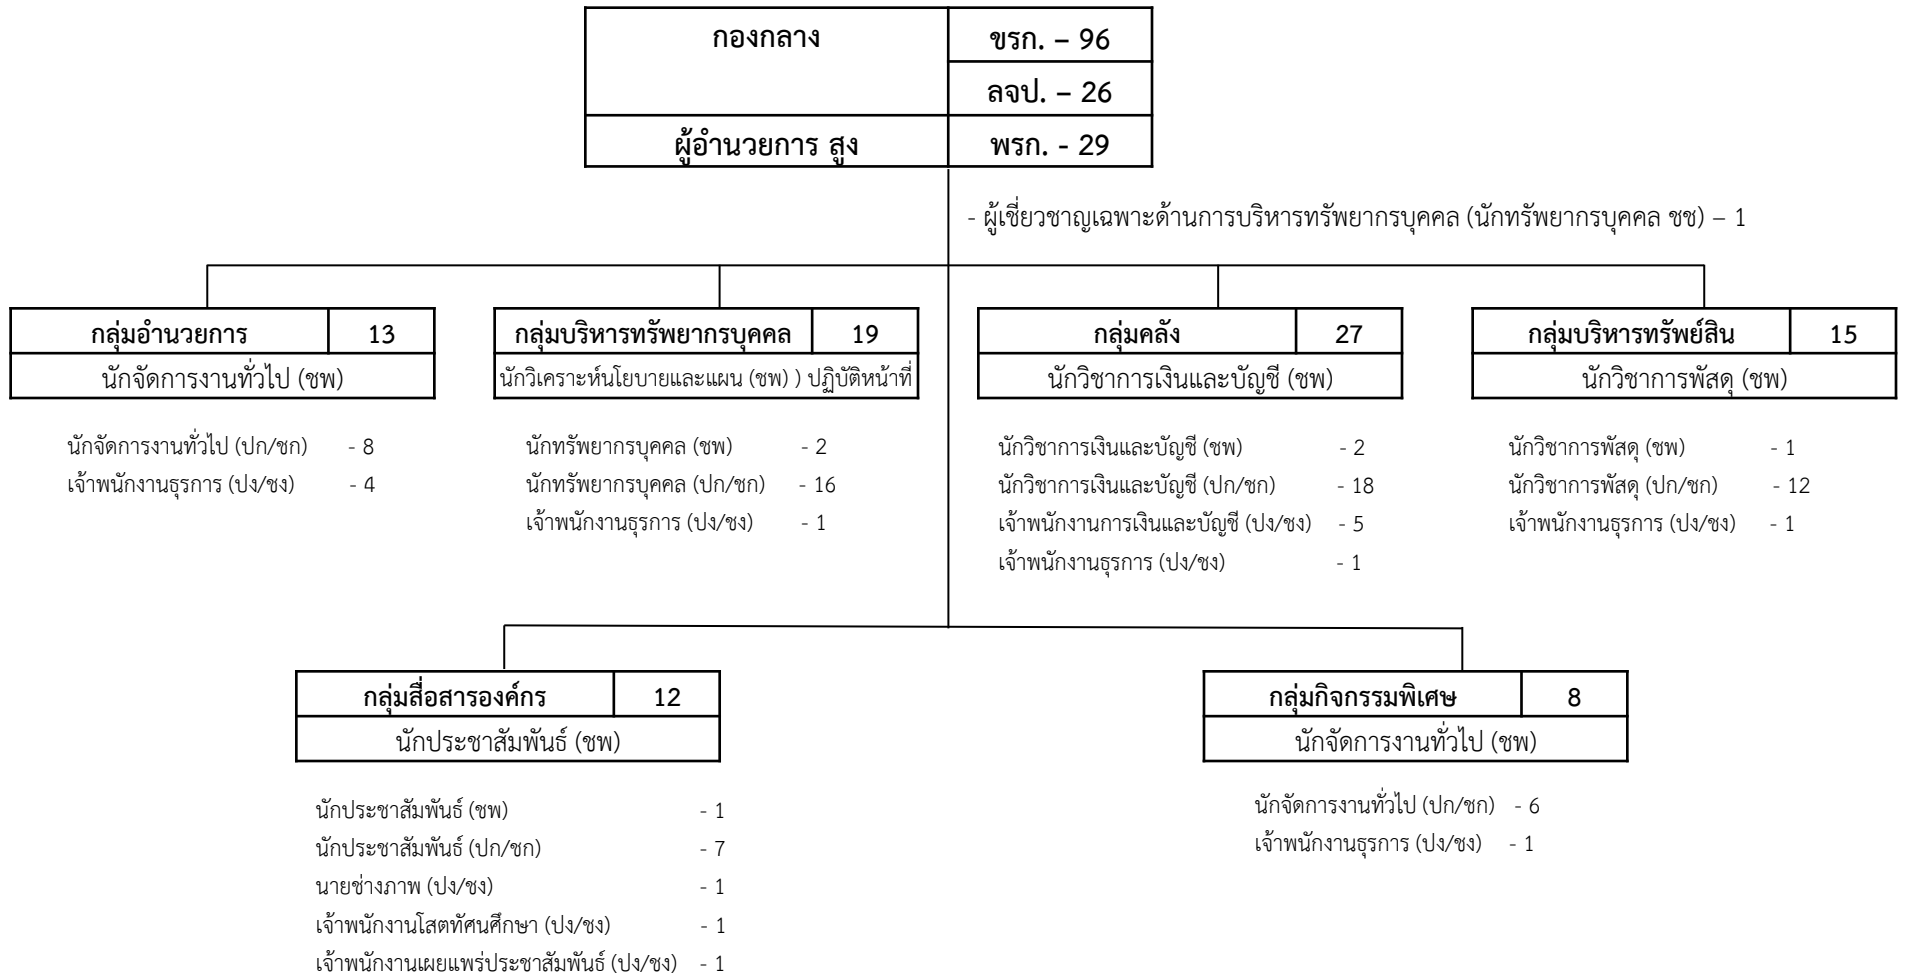 กองกลาง ขรก. – 96
ลจป. – 26
ผู้อำนวยการ สูง พรก. - 29
- ผู้เชี่ยวชาญเฉพาะด้านการบริหารทรัพยากรบุคคล (นักทรัพยากรบุคคล ชช) – 1
กลุ่มอำนวยการ 13
นักจัดการงานทั่วไป (ชพ)
นักจัดการงานทั่วไป (ปก/ชก) - 8
เจ้าพนักงานธุรการ (ปง/ชง) - 4
กลุ่มบริหารทรัพยากรบุคคล 19
นักวิเคราะห์นโยบายและแผน (ชพ) ) ปฏิบัติหน้าที่
นักทรัพยากรบุคคล (ชพ) - 2
นักทรัพยากรบุคคล (ปก/ชก) - 16
เจ้าพนักงานธุรการ (ปง/ชง) - 1
กลุ่มคลัง 27
นักวิชาการเงินและบัญชี (ชพ)
นักวิชาการเงินและบัญชี (ชพ) - 2
นักวิชาการเงินและบัญชี (ปก/ชก) - 18
เจ้าพนักงานการเงินและบัญชี (ปง/ชง) - 5
เจ้าพนักงานธุรการ (ปง/ชง) - 1
กลุ่มบริหารทรัพย์สิน 15
นักวิชาการพัสดุ (ชพ)
นักวิชาการพัสดุ (ชพ) - 1
นักวิชาการพัสดุ (ปก/ชก) - 12
เจ้าพนักงานธุรการ (ปง/ชง) - 1
กลุ่มสื่อสารองค์กร 12
นักประชาสัมพันธ์ (ชพ)
นักประชาสัมพันธ์ (ชพ) - 1
นักประชาสัมพันธ์ (ปก/ชก) - 7
นายช่างภาพ (ปง/ชง) - 1
เจ้าพนักงานโสตทัศนศึกษา (ปง/ชง) - 1
เจ้าพนักงานเผยแพร่ประชาสัมพันธ์ (ปง/ชง) - 1
กลุ่มกิจกรรมพิเศษ 8
นักจัดการงานทั่วไป (ชพ)
นักจัดการงานทั่วไป (ปก/ชก) - 6
เจ้าพนักงานธุรการ (ปง/ชง) - 1